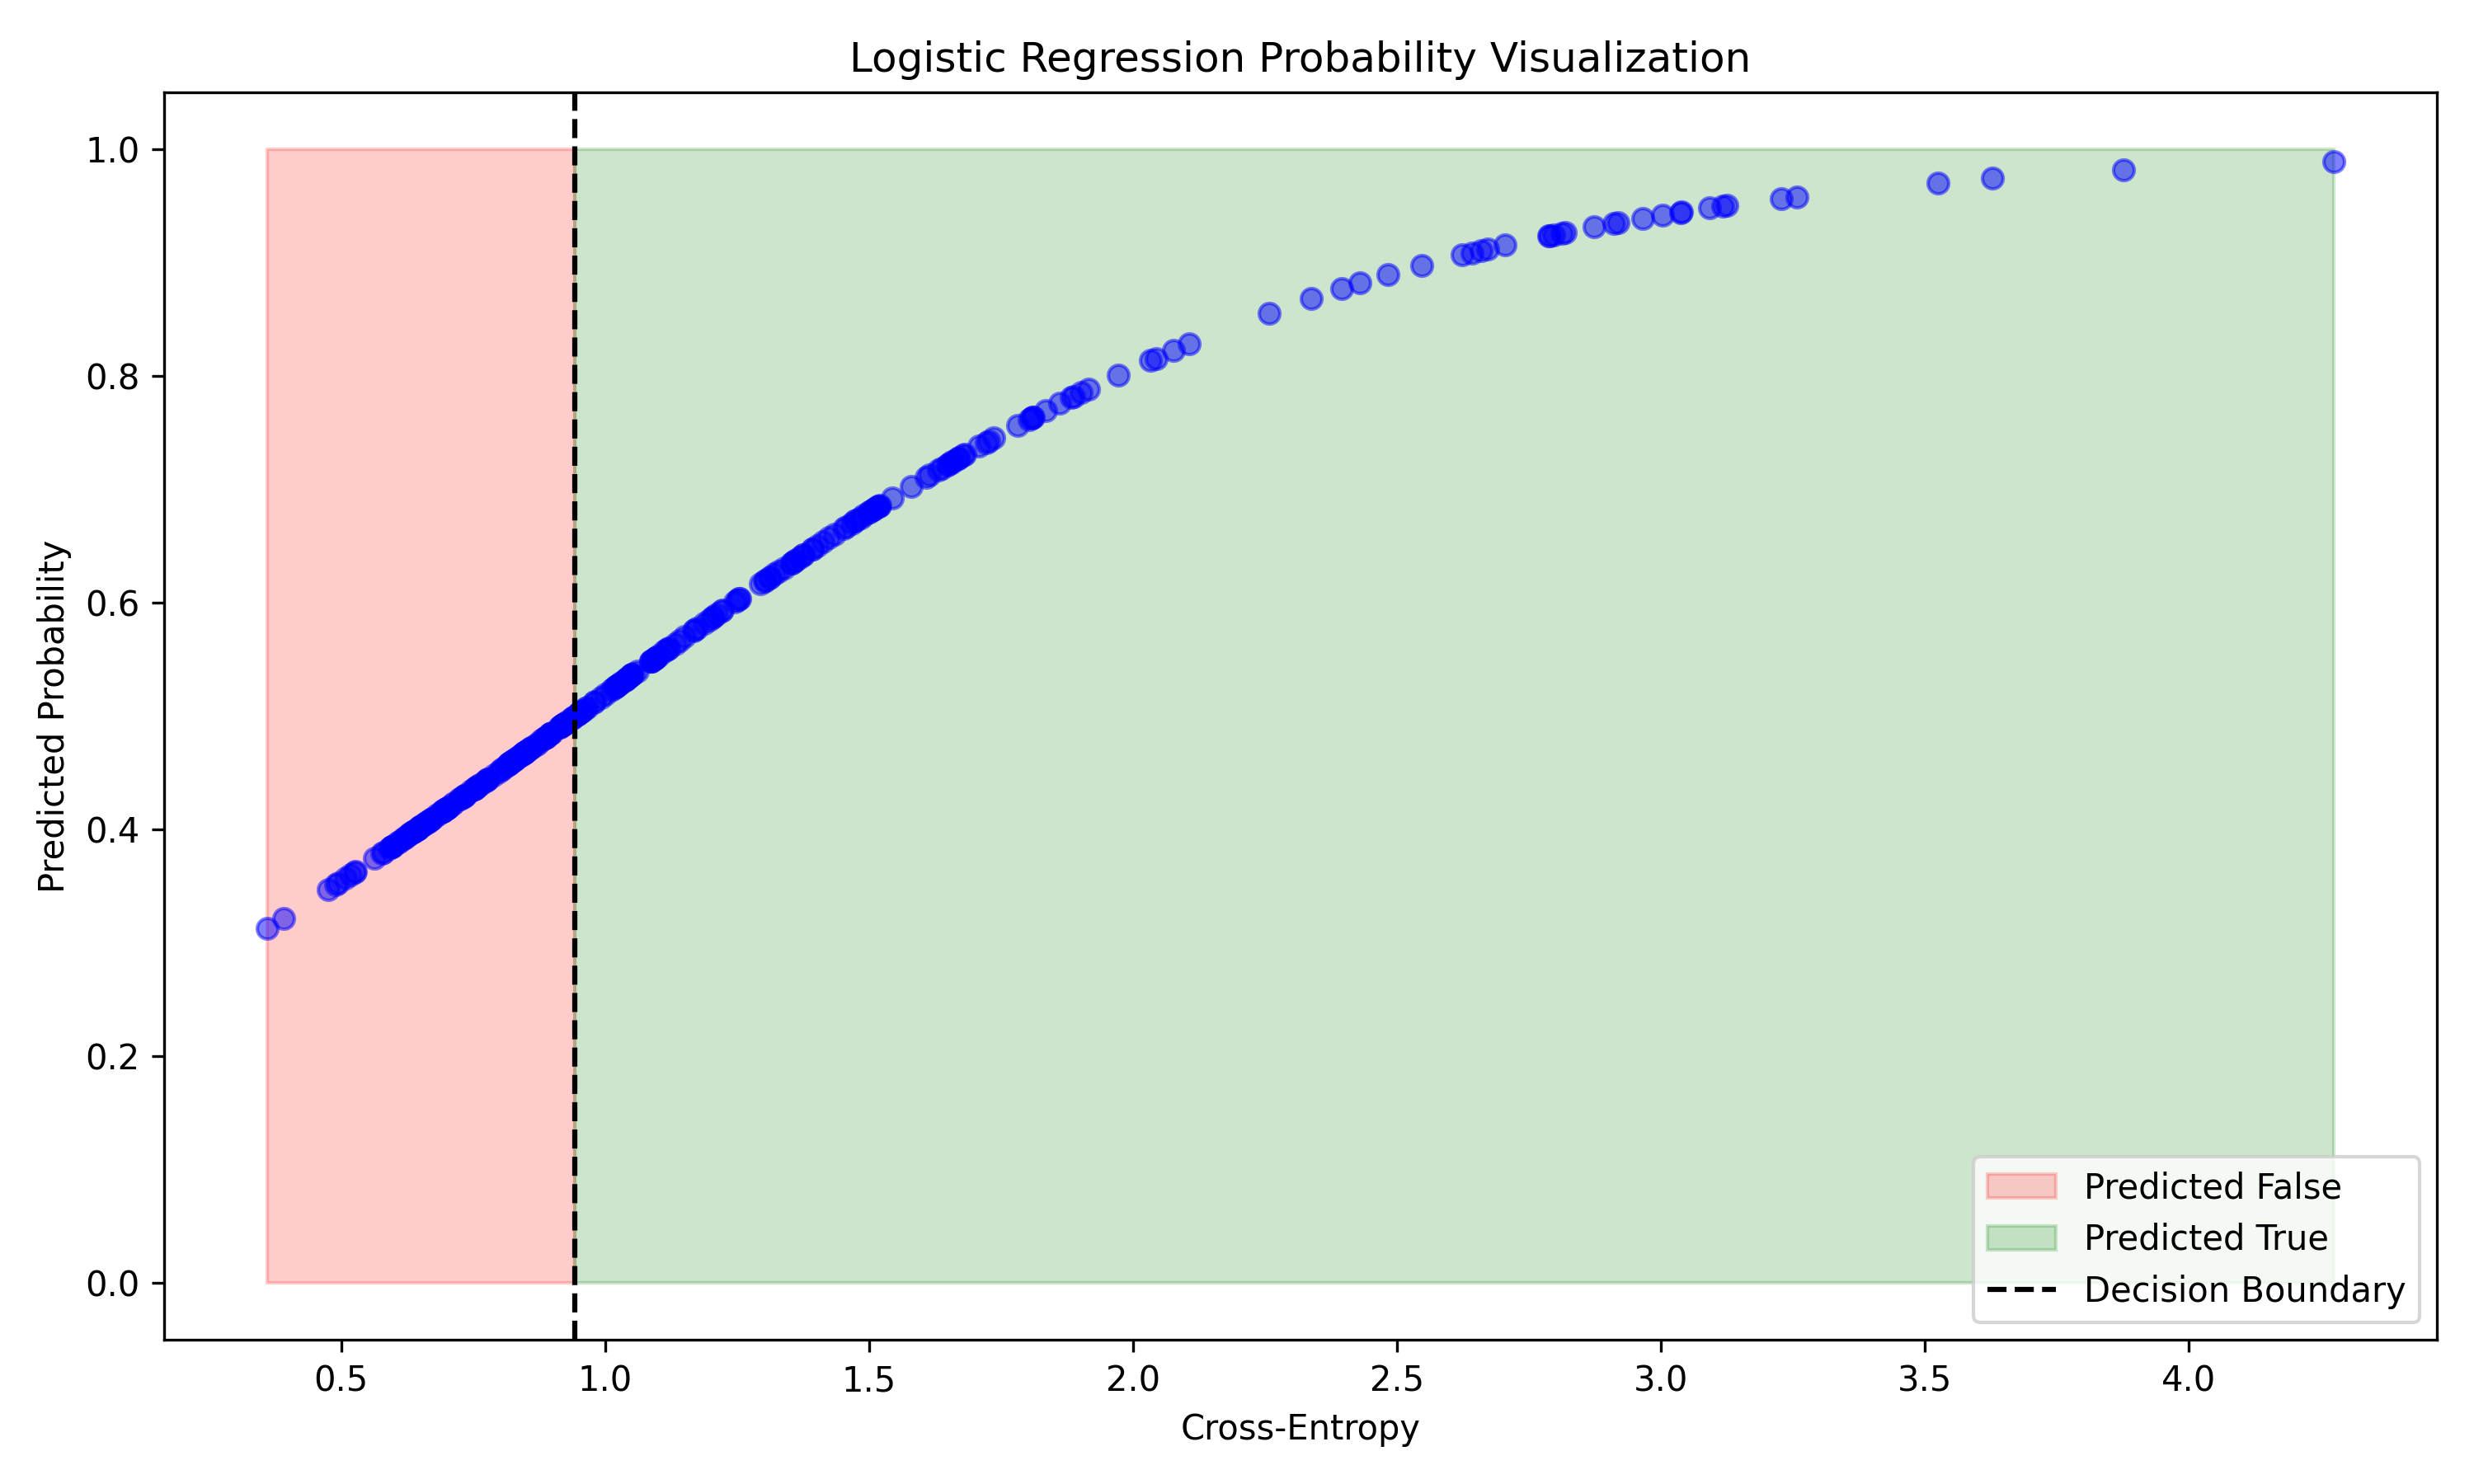 Logistic Regression Probability Visualization
Predicted Probability
1.0
0.8
0.6
0.4
0.2
0.0
0.5 1.0 1.5 2.0 2.5 3.0 3.5 4.0
Cross-Entropy
Predicted False
Predicted True
Decision Boundary